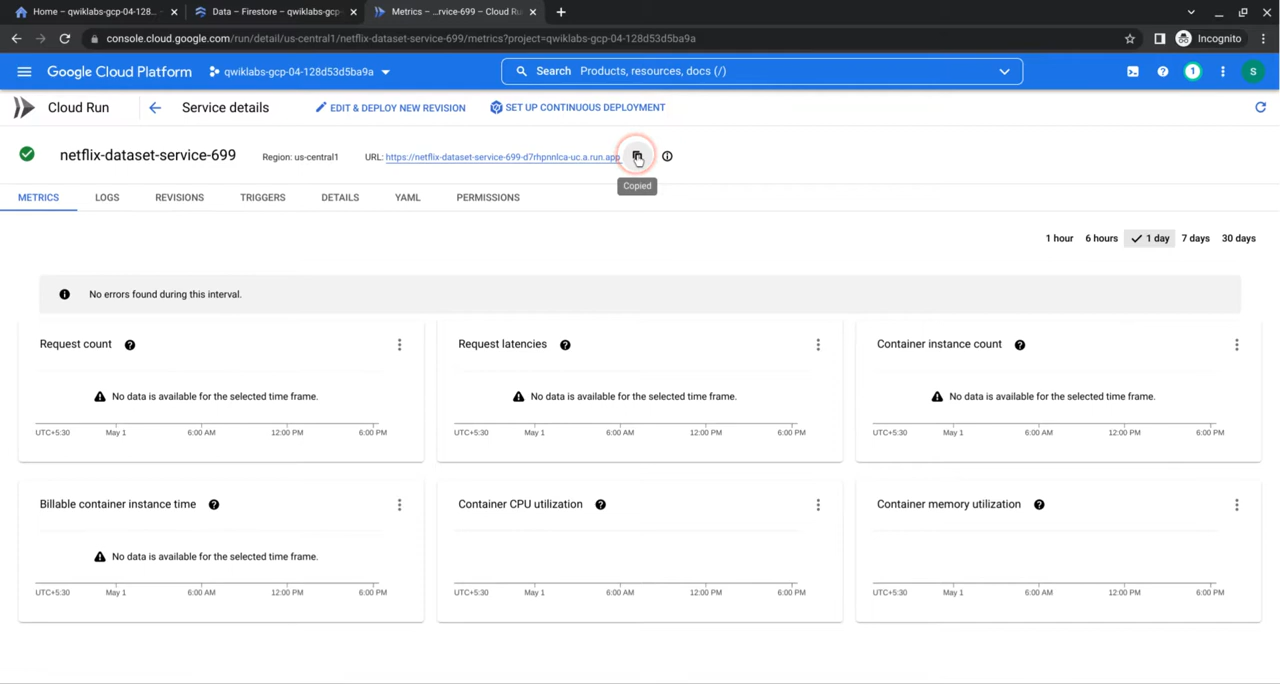 Home – qwiklabs-gcp-04-128...
Data – Firestore – qwiklabs-gcp-
Metrics – ...rvice-699 – Cloud Ru
console.cloud.google.com/run/detail/us-central1/netflix-dataset-service-699/metrics?project=qwiklabs-gcp-04-128d53d5ba9a
Incognito
Google Cloud Platform
qwiklabs-gcp-04-128d53d5ba9a
Search Products, resources, docs (/)
1
S
Cloud Run
Service details
EDIT & DEPLOY NEW REVISION
SET UP CONTINUOUS DEPLOYMENT
netflix-dataset-service-699
Region: us-central1
URL: https://netflix-dataset-service-699-d7rhpnnlca-uc.a.run.app
Copied
METRICS
LOGS
REVISIONS
TRIGGERS
DETAILS
YAML
PERMISSIONS
1 hour
6 hours
1 day
7 days
30 days
No errors found during this interval.
Request count
No data is available for the selected time frame.
UTC+5:30 May 1 6:00 AM 12:00 PM 6:00 PM
Request latencies
No data is available for the selected time frame.
UTC+5:30 May 1 6:00 AM 12:00 PM 6:00 PM
Container instance count
No data is available for the selected time frame.
UTC+5:30 May 1 6:00 AM 12:00 PM 6:00 PM
Billable container instance time
No data is available for the selected time frame.
UTC+5:30 May 1 6:00 AM 12:00 PM 6:00 PM
Container CPU utilization
UTC+5:30 May 1 6:00 AM 12:00 PM 6:00 PM
Container memory utilization
UTC+5:30 May 1 6:00 AM 12:00 PM 6:00 PM